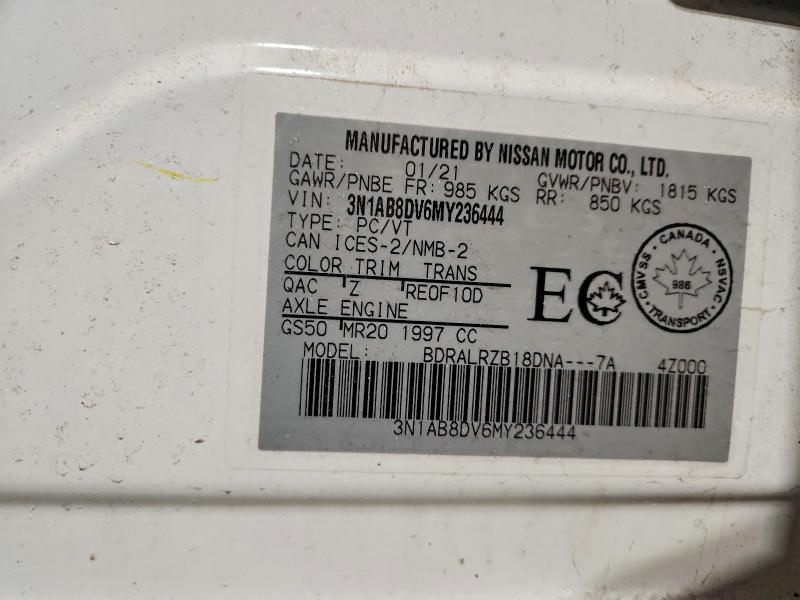 MANUFACTURED BY NISSAN MOTOR CO., LTD.
DATE: 01/21 GVWR/PNBV: 1815 KGS
GAWR/PNBE FR: 985 KGS RR: 850 KGS
VIN: 3N1AB8DV6MY236444
TYPE: PC/VT
CAN ICES-2/NMB-2
COLOR TRIM TRANS
QAC Z RE0F10D
AXLE ENGINE
GS50 MR20 1997 CC
EC
CANADA
CMVSS NSVAC
986
TRANSPORT
MODEL: BDRALRZB18DNA---7A 4Z000
3N1AB8DV6MY236444